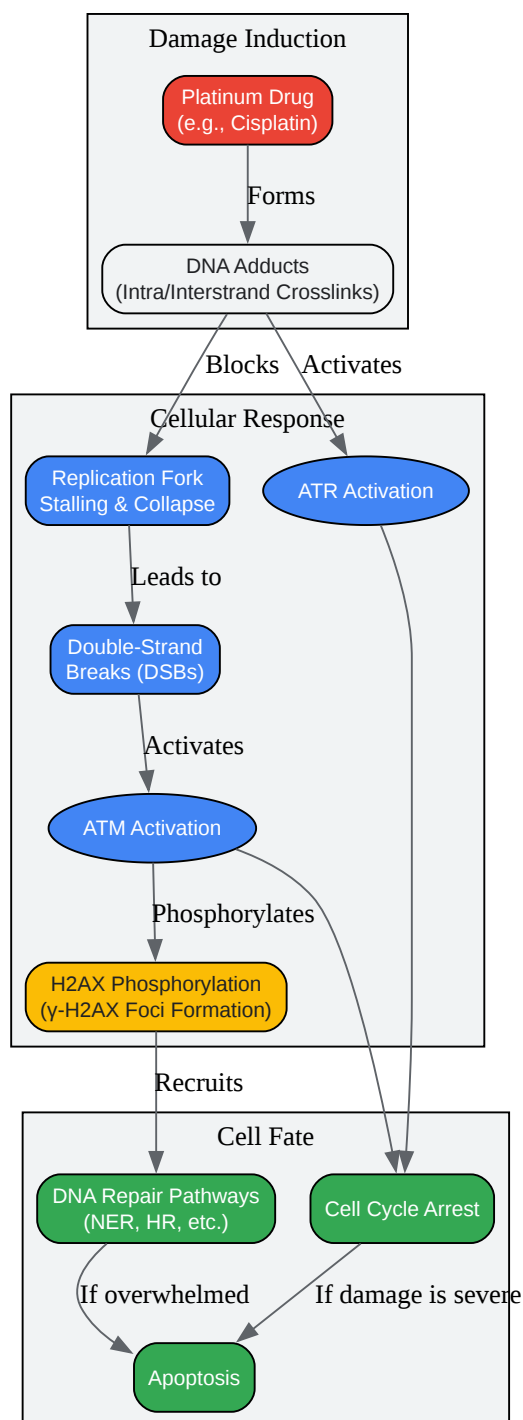 Damage Induction
Platinum Drug
(e.g., Cisplatin)
Forms
DNA Adducts
(Intra/Interstrand Crosslinks)
Blocks
Activates
Cellular Response
Replication Fork
Stalling & Collapse
ATR Activation
Leads to
Double-Strand
Breaks (DSBs)
Activates
ATM Activation
Phosphorylates
H2AX Phosphorylation
(γ-H2AX Foci Formation)
Recruits
Cell Fate
DNA Repair Pathways
(NER, HR, etc.)
Cell Cycle Arrest
If overwhelmed
If damage is severe
Apoptosis